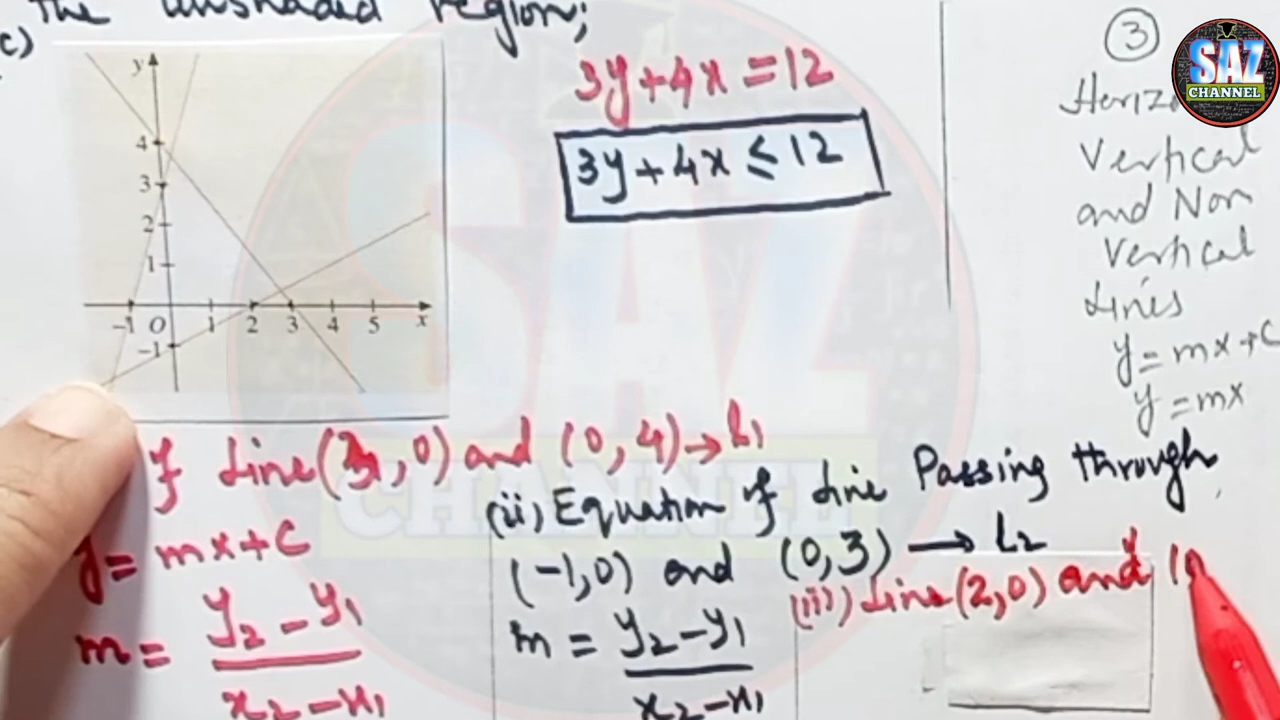 the unshaded region;
c)
3y+4x=12
3y+4x≤12
y
4
3
2
1
-1 O 1 2 3 4 5 x
-1
3
SAZ
CHANNEL
Vertical
and Non
Vertical
Lines
y=mx+c
y=mx
f Line(3,0) and (0,4)→L1
y=mx+c
m= y2-y1
x2-x1
(ii) Equation of Line Passing through
(-1,0) and (0,3) → L2
m = y2-y1
x2-x1
(iii) Line(2,0) and (0
SAZ
CHANNEL